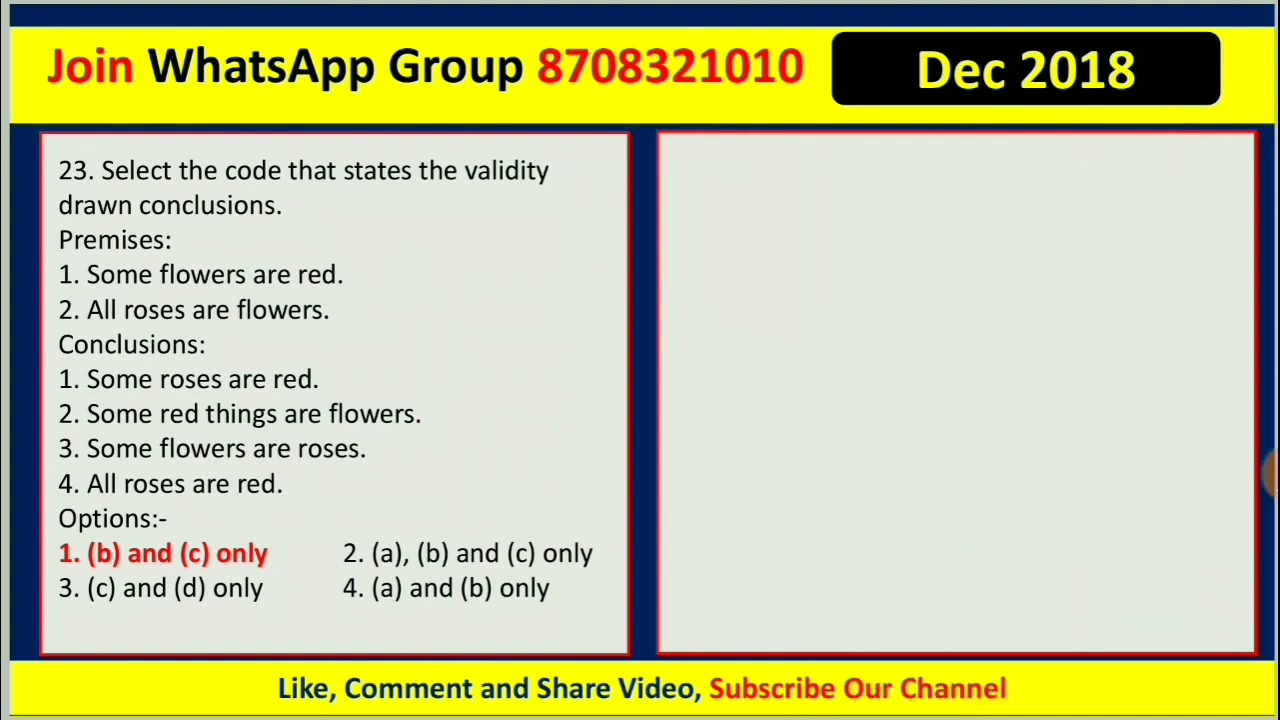 Join WhatsApp Group 8708321010
Dec 2018
23. Select the code that states the validity
drawn conclusions.
Premises:
1. Some flowers are red.
2. All roses are flowers.
Conclusions:
1. Some roses are red.
2. Some red things are flowers.
3. Some flowers are roses.
4. All roses are red.
Options:-
1. (b) and (c) only 2. (a), (b) and (c) only
3. (c) and (d) only 4. (a) and (b) only
Like, Comment and Share Video, Subscribe Our Channel